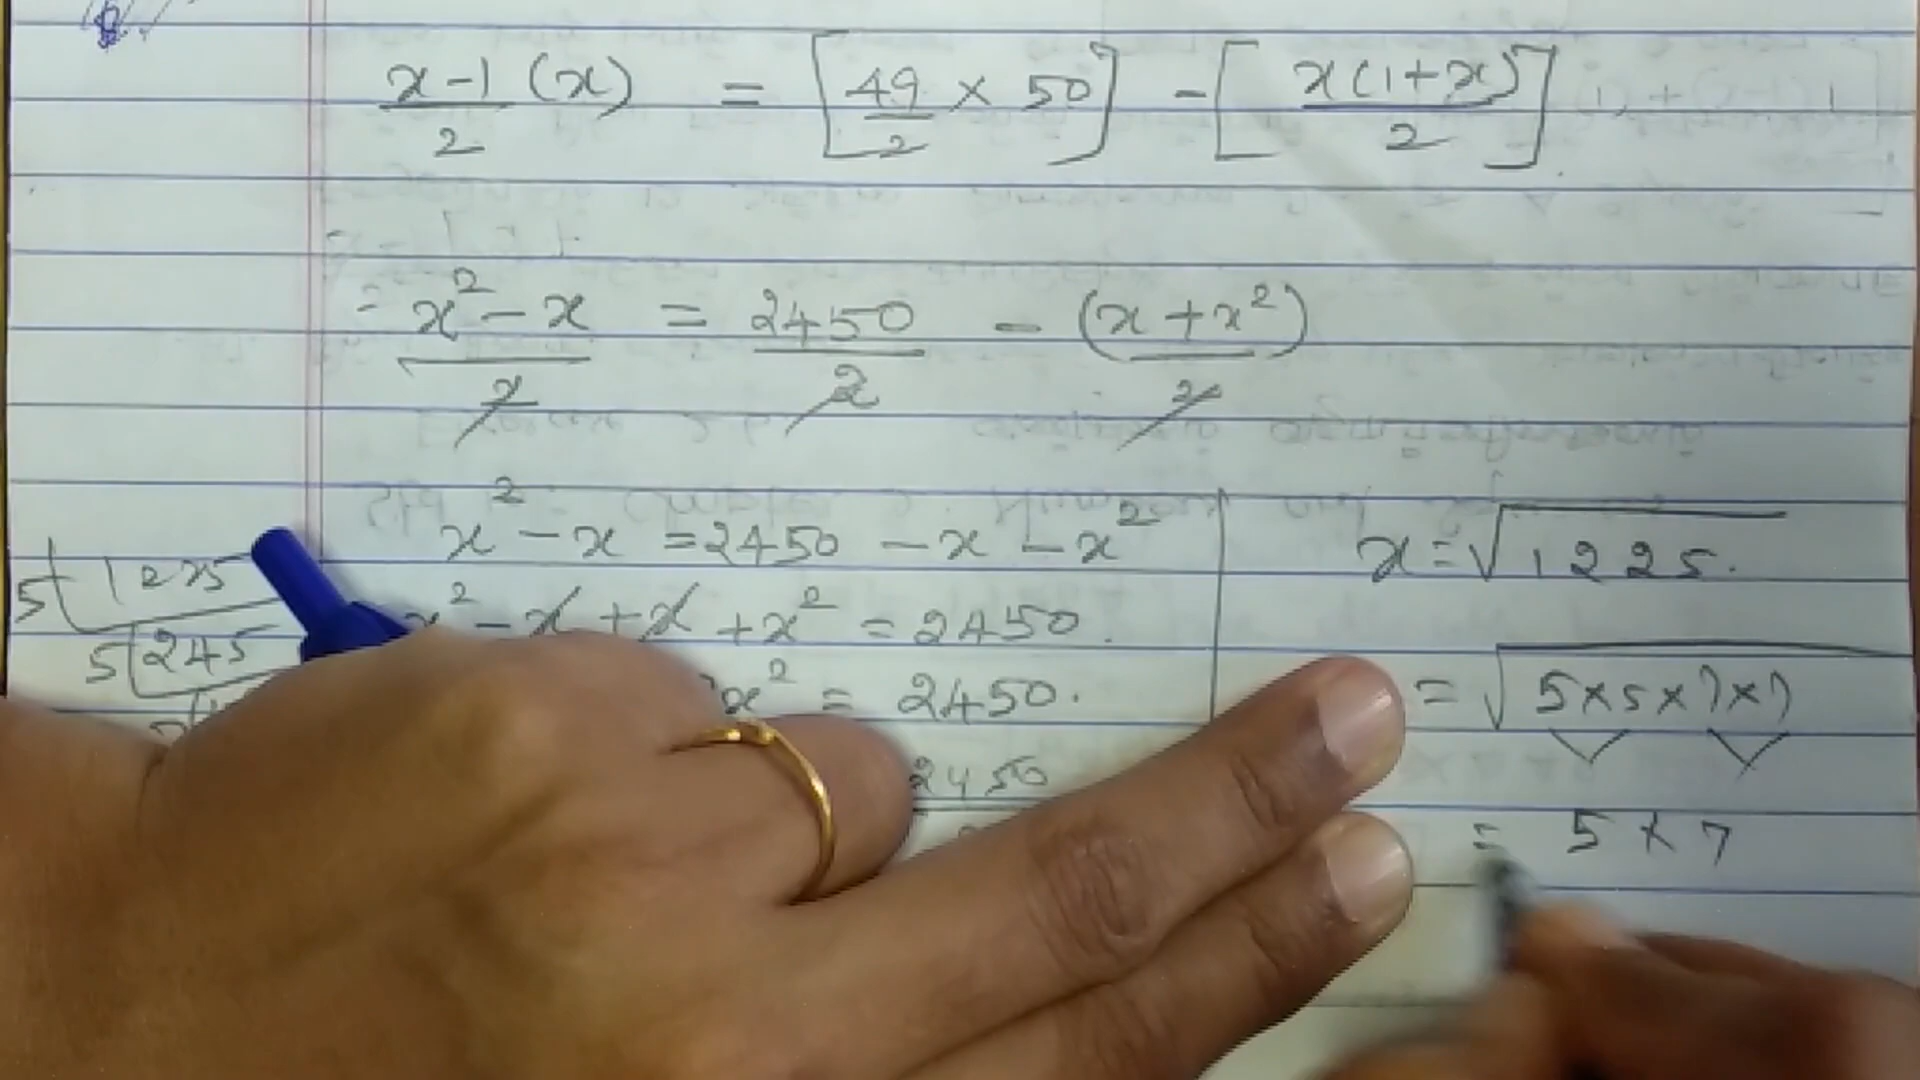 x-1/2 (x) = [49/2 × 50] - [x(1+x)/2]
= x²-x/2 = 2450/2 - (x+x²)/2
x²-x = 2450 -x -x²
x² -x +x +x² = 2450.
2x² = 2450.
2450
x = √1225.
= √5×5×7×7
= 5 × 7
5 1225
5 245